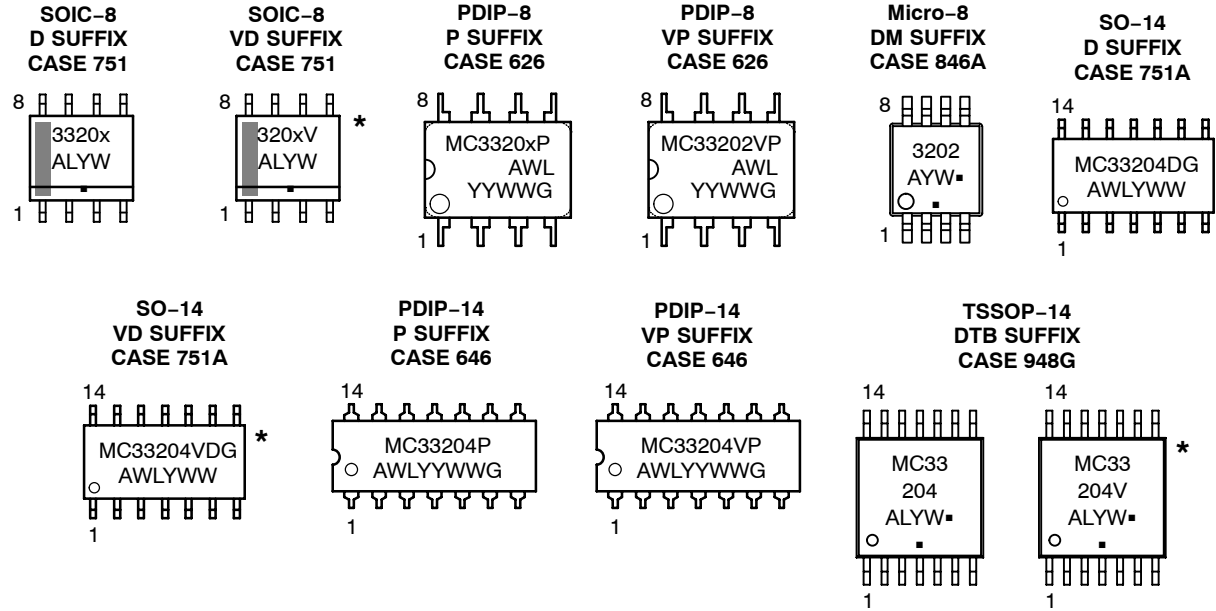 SOIC−8
D SUFFIX
CASE 751
8
3320x
ALYW
▪
1
SOIC−8
VD SUFFIX
CASE 751
8
320xV
ALYW
▪
*
1
PDIP−8
P SUFFIX
CASE 626
8
MC3320xP
AWL
YYWWG
1
PDIP−8
VP SUFFIX
CASE 626
8
MC33202VP
AWL
YYWWG
1
Micro−8
DM SUFFIX
CASE 846A
8
3202
AYW▪
▪
1
SO−14
D SUFFIX
CASE 751A
14
MC33204DG
AWLYWW
1
SO−14
VD SUFFIX
CASE 751A
14
MC33204VDG
AWLYWW
*
1
PDIP−14
P SUFFIX
CASE 646
14
MC33204P
AWLYYWWG
1
PDIP−14
VP SUFFIX
CASE 646
14
MC33204VP
AWLYYWWG
1
TSSOP−14
DTB SUFFIX
CASE 948G
14
MC33
204
ALYW▪
▪
1
14
MC33
204V
ALYW▪
▪
*
1